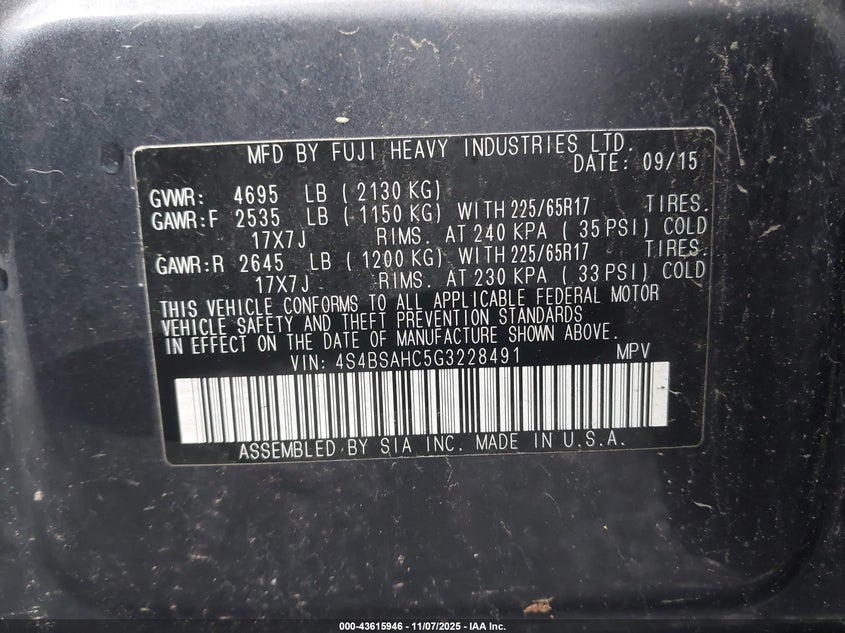 MFD BY FUJI HEAVY INDUSTRIES LTD.
DATE: 09/15
GVWR: 4695 LB ( 2130 KG)
GAWR:F 2535 LB ( 1150 KG) WITH 225/65R17 TIRES.
17X7J RIMS. AT 240 KPA ( 35 PSI) COLD
GAWR:R 2645 LB ( 1200 KG) WITH 225/65R17 TIRES.
17X7J RIMS. AT 230 KPA ( 33 PSI) COLD
THIS VEHICLE CONFORMS TO ALL APPLICABLE FEDERAL MOTOR
VEHICLE SAFETY AND THEFT PREVENTION STANDARDS
IN EFFECT ON THE DATE OF MANUFACTURE SHOWN ABOVE.
VIN: 4S4BSAHC5G3228491 MPV
ASSEMBLED BY SIA INC. MADE IN U.S.A.
000-43615946 - 11/07/2025 - IAA Inc.